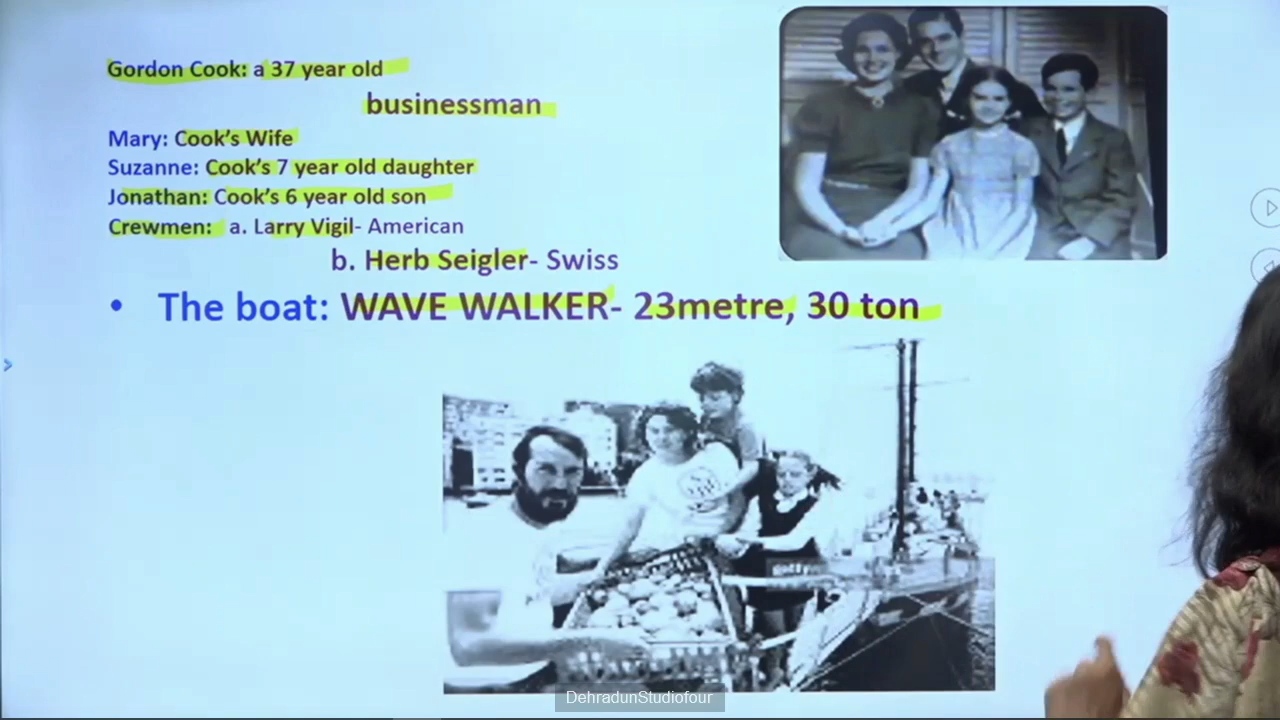 Gordon Cook: a 37 year old
businessman
Mary: Cook's Wife
Suzanne: Cook's 7 year old daughter
Jonathan: Cook's 6 year old son
Crewmen: a. Larry Vigil- American
b. Herb Seigler- Swiss
• The boat: WAVE WALKER- 23metre, 30 ton
DehradunStudiofour